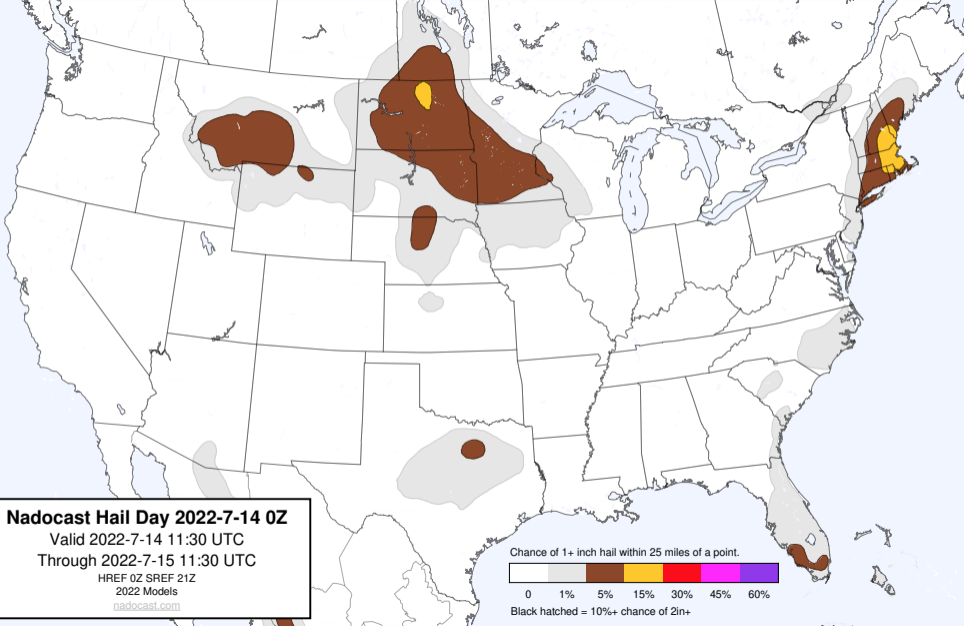 Nadocast Hail Day 2022-7-14 0Z
Valid 2022-7-14 11:30 UTC
Through 2022-7-15 11:30 UTC
HREF 0Z SREF 21Z
2022 Models
nadocast.com
Chance of 1+ inch hail within 25 miles of a point.
0 1% 5% 15% 30% 45% 60%
Black hatched = 10%+ chance of 2in+